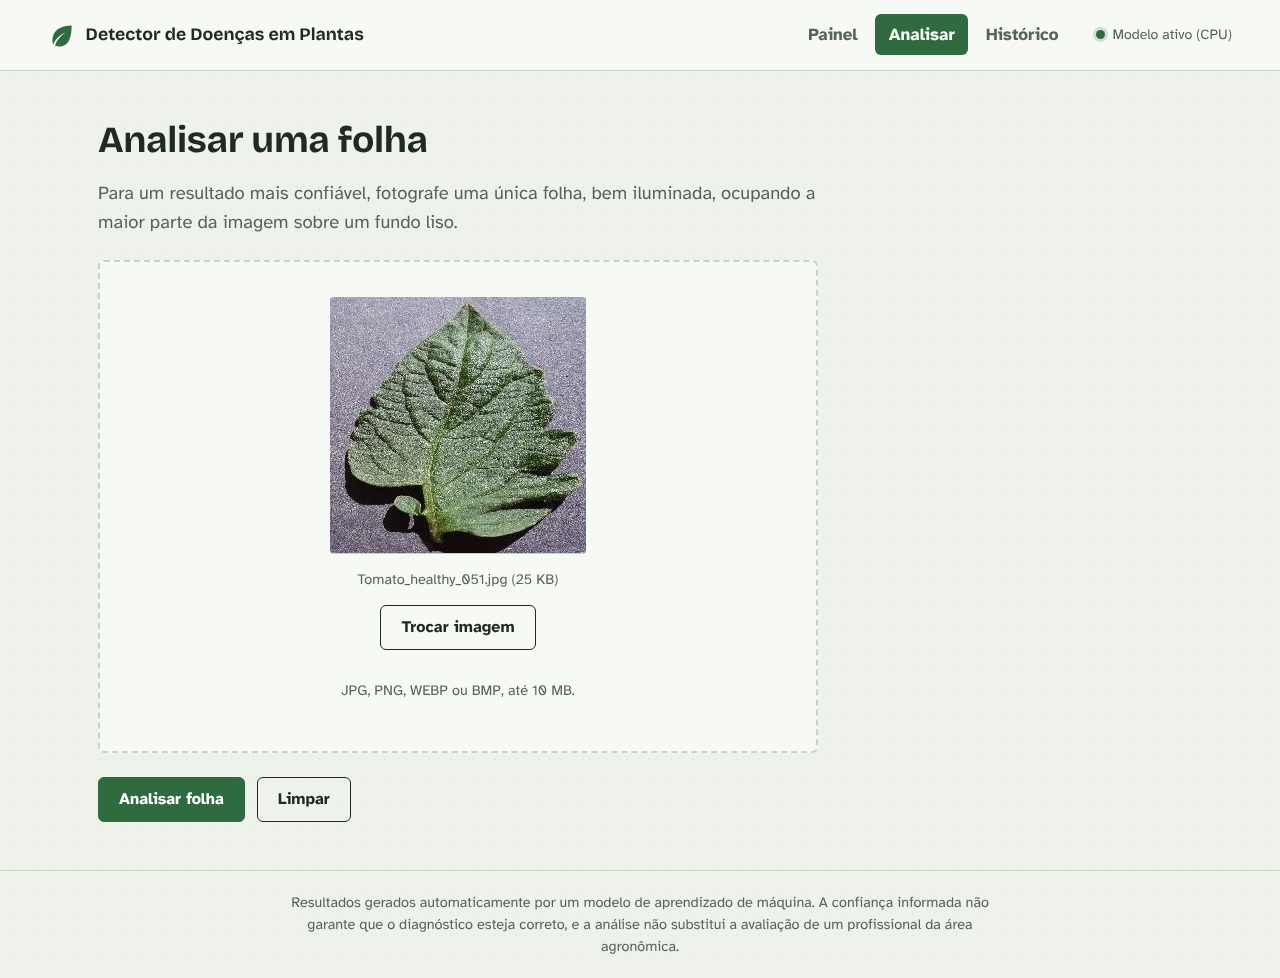 Detector de Doenças em Plantas
Painel
Analisar
Histórico
Modelo ativo (CPU)
Analisar uma folha
Para um resultado mais confiável, fotografe uma única folha, bem iluminada, ocupando a
maior parte da imagem sobre um fundo liso.
Tomato_healthy_051.jpg (25 KB)
Trocar imagem
JPG, PNG, WEBP ou BMP, até 10 MB.
Analisar folha
Limpar
Resultados gerados automaticamente por um modelo de aprendizado de máquina. A confiança informada não
garante que o diagnóstico esteja correto, e a análise não substitui a avaliação de um profissional da área
agronômica.